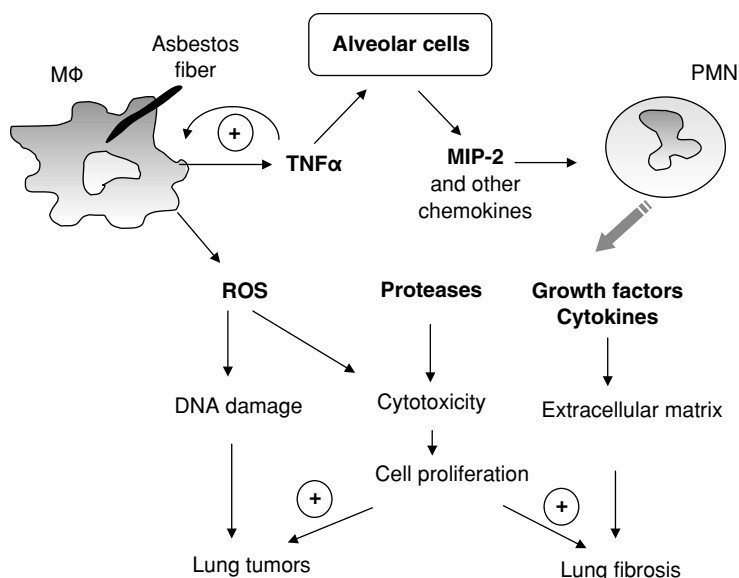 Asbestos
fiber
MΦ
Alveolar cells
PMN
+
TNFα
MIP-2
and other
chemokines
ROS
Proteases
Growth factors
Cytokines
DNA damage
Cytotoxicity
Extracellular matrix
Cell proliferation
+
+
Lung tumors
Lung fibrosis